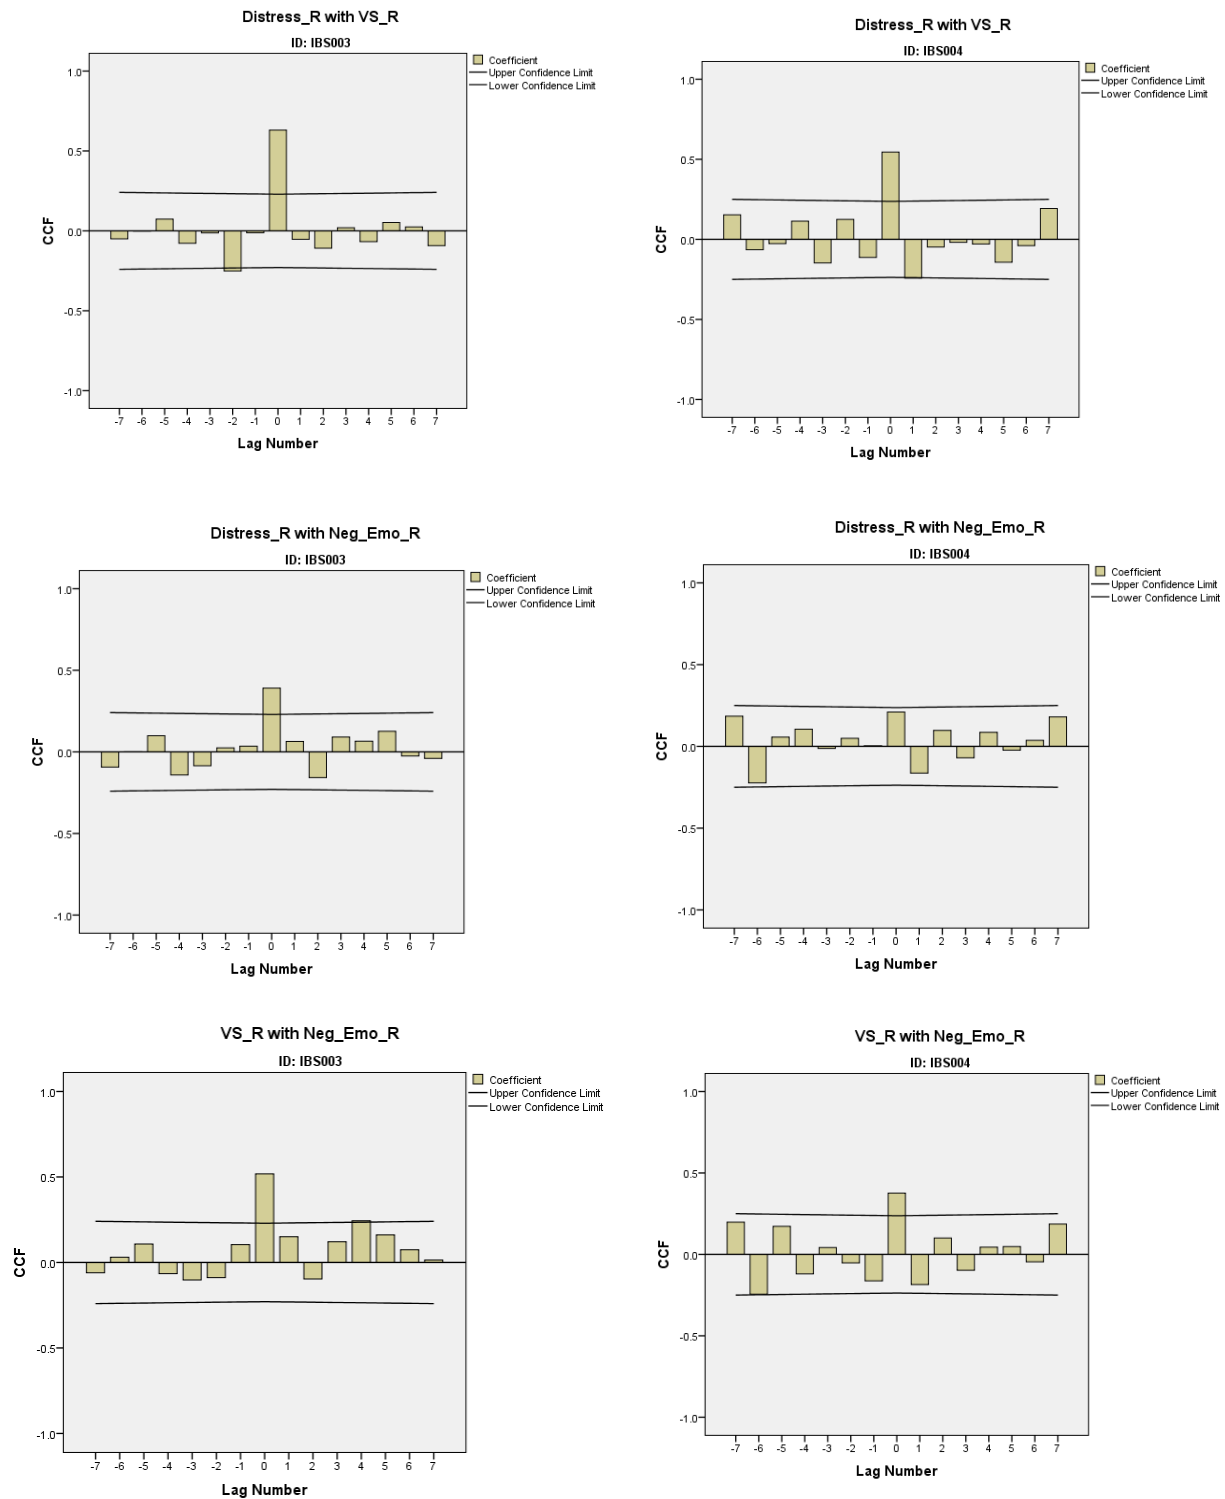 Distress_R with VS_R
ID: IBS003
Coefficient
Upper Confidence Limit
Lower Confidence Limit
1.0
0.5
0.0
-0.5
-1.0
CCF
-7 -6 -5 -4 -3 -2 -1 0 1 2 3 4 5 6 7
Lag Number
Distress_R with VS_R
ID: IBS004
Coefficient
Upper Confidence Limit
Lower Confidence Limit
1.0
0.5
0.0
-0.5
-1.0
CCF
-7 -6 -5 -4 -3 -2 -1 0 1 2 3 4 5 6 7
Lag Number
Distress_R with Neg_Emo_R
ID: IBS003
Coefficient
Upper Confidence Limit
Lower Confidence Limit
1.0
0.5
0.0
-0.5
-1.0
CCF
-7 -6 -5 -4 -3 -2 -1 0 1 2 3 4 5 6 7
Lag Number
Distress_R with Neg_Emo_R
ID: IBS004
Coefficient
Upper Confidence Limit
Lower Confidence Limit
1.0
0.5
0.0
-0.5
-1.0
CCF
-7 -6 -5 -4 -3 -2 -1 0 1 2 3 4 5 6 7
Lag Number
VS_R with Neg_Emo_R
ID: IBS003
Coefficient
Upper Confidence Limit
Lower Confidence Limit
1.0
0.5
0.0
-0.5
-1.0
CCF
-7 -6 -5 -4 -3 -2 -1 0 1 2 3 4 5 6 7
Lag Number
VS_R with Neg_Emo_R
ID: IBS004
Coefficient
Upper Confidence Limit
Lower Confidence Limit
1.0
0.5
0.0
-0.5
-1.0
CCF
-7 -6 -5 -4 -3 -2 -1 0 1 2 3 4 5 6 7
Lag Number